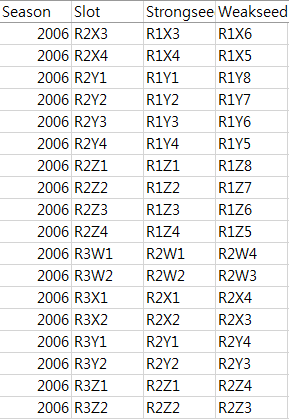 Season Slot Strongsee Weakseed
2006 R2X3 R1X3 R1X6
2006 R2X4 R1X4 R1X5
2006 R2Y1 R1Y1 R1Y8
2006 R2Y2 R1Y2 R1Y7
2006 R2Y3 R1Y3 R1Y6
2006 R2Y4 R1Y4 R1Y5
2006 R2Z1 R1Z1 R1Z8
2006 R2Z2 R1Z2 R1Z7
2006 R2Z3 R1Z3 R1Z6
2006 R2Z4 R1Z4 R1Z5
2006 R3W1 R2W1 R2W4
2006 R3W2 R2W2 R2W3
2006 R3X1 R2X1 R2X4
2006 R3X2 R2X2 R2X3
2006 R3Y1 R2Y1 R2Y4
2006 R3Y2 R2Y2 R2Y3
2006 R3Z1 R2Z1 R2Z4
2006 R3Z2 R2Z2 R2Z3